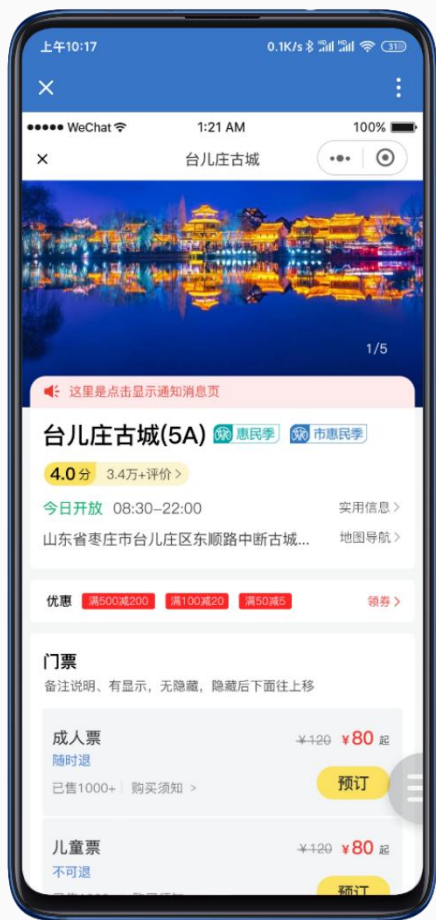 上午10:17
0.1K/s HD HD 31
WeChat
1:21 AM
100%
台儿庄古城
1/5
这里是点击显示通知消息页
台儿庄古城(5A) 惠民季 市惠民季
4.0分 3.4万+评价 >
今日开放 08:30-22:00 实用信息 >
山东省枣庄市台儿庄区东顺路中断古城... 地图导航 >
优惠 满500减200 满100减20 满50减5 领券 >
门票
备注说明、有显示，无隐藏，隐藏后下面往上移
成人票 ¥120 ¥80 起
随时退
已售1000+ 购买须知 >
预订
儿童票 ¥120 ¥80 起
不可退
预订